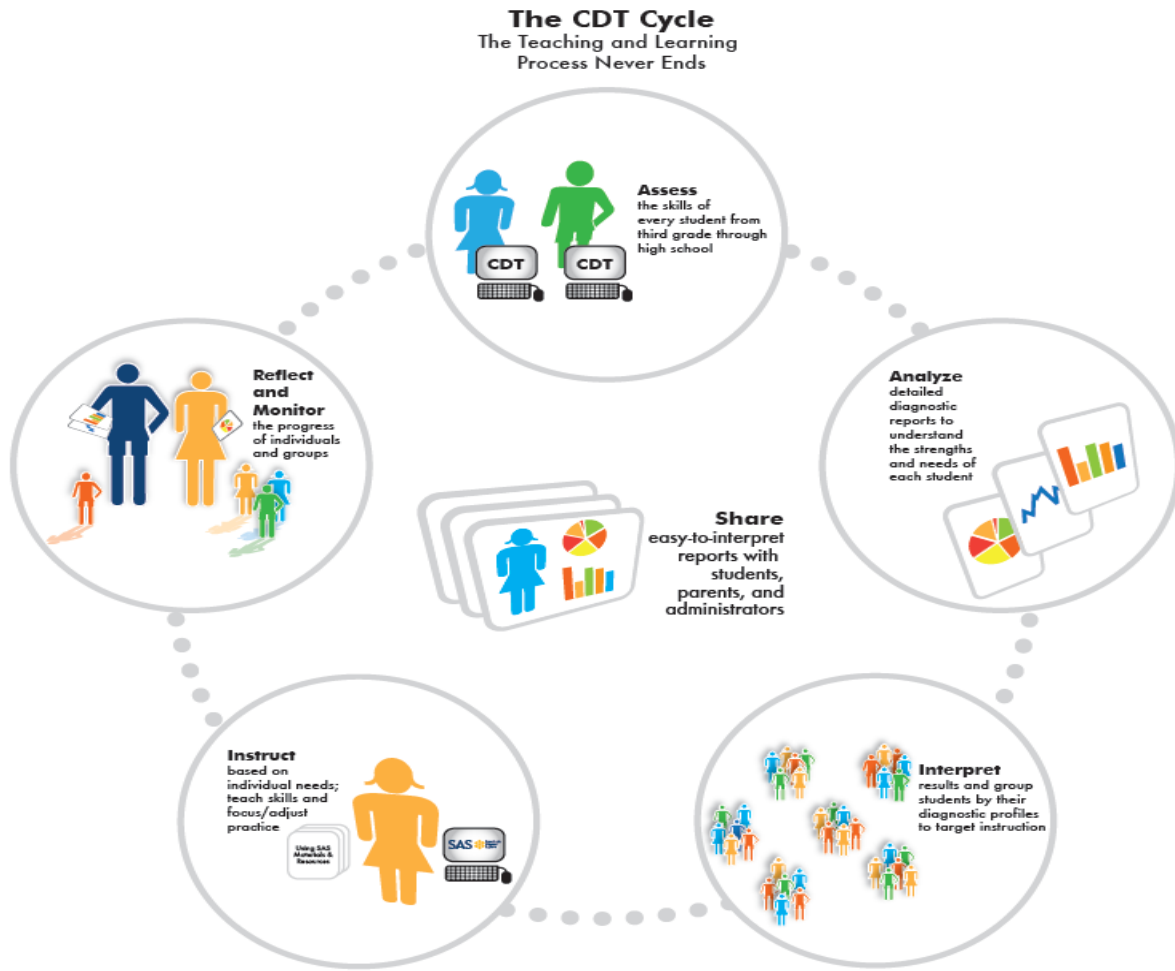 The CDT Cycle
The Teaching and Learning
Process Never Ends
Assess
the skills of
every student from
third grade through
high school
CDT
CDT
Analyze
detailed
diagnostic
reports to
understand
the strengths
and needs of
each student
Reflect
and
Monitor
the progress
of individuals
and groups
Share
easy-to-interpret
reports with
students,
parents, and
administrators
Interpret
results and group
students by their
diagnostic profiles
to target instruction
Instruct
based on
individual needs;
teach skills and
focus/adjust
practice
Using SAS
Materials &
Resources
SAS